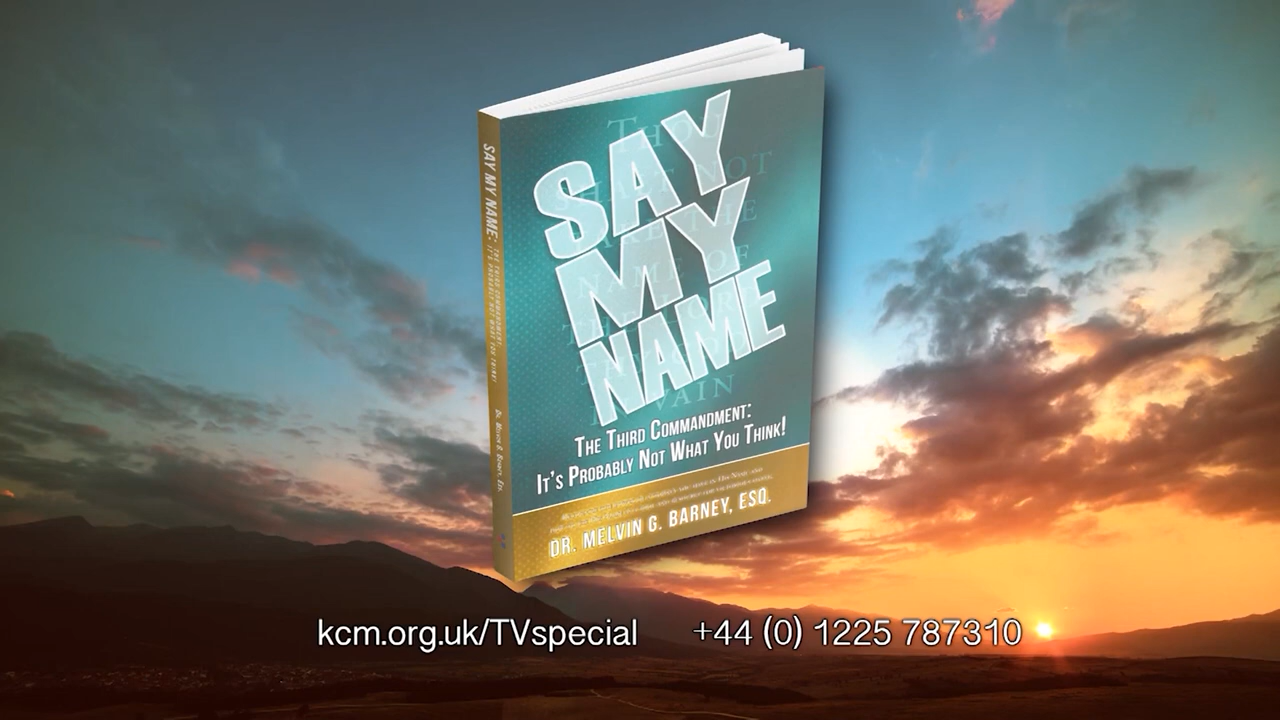 SAY
MY
NAME
THE THIRD COMMANDMENT:
IT'S PROBABLY NOT WHAT YOU THINK!
DR. MELVIN G. BARNEY, ESQ.
SAY MY NAME: THE THIRD COMMANDMENT:
IT'S PROBABLY NOT WHAT YOU THINK!
DR. MELVIN G. BARNEY, ESQ.
kcm.org.uk/TVspecial
+44 (0) 1225 787310